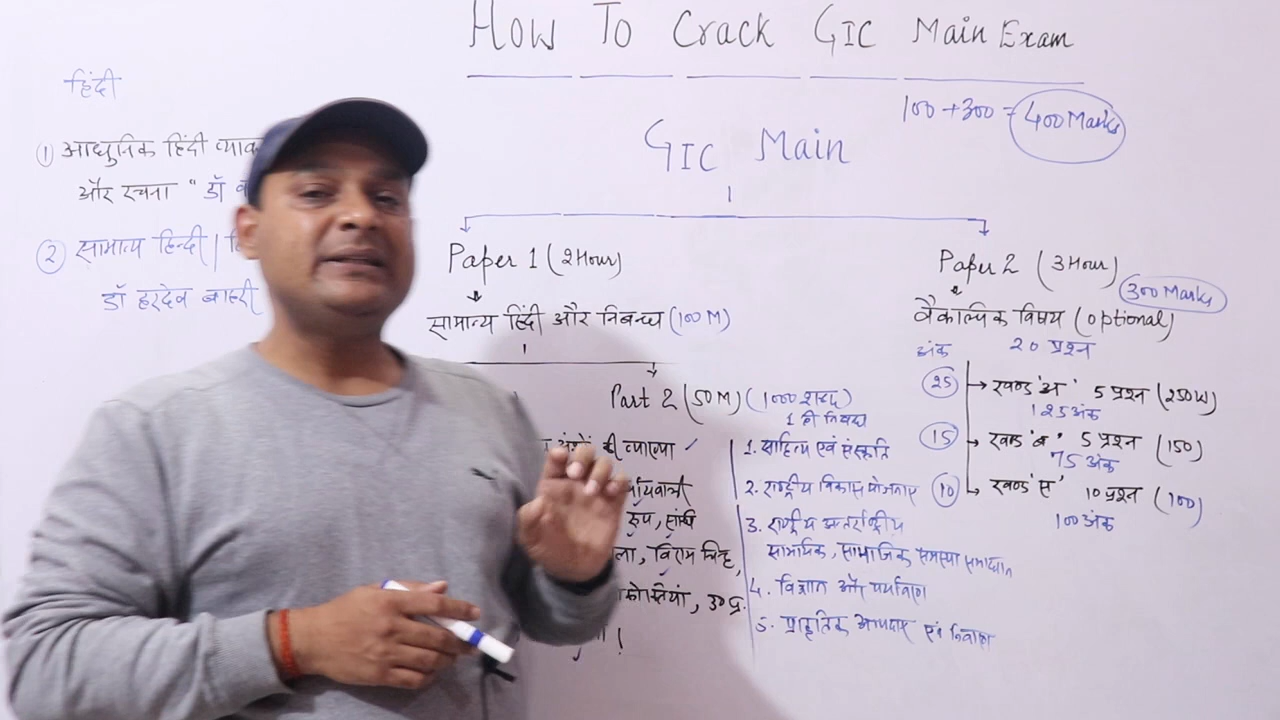 How To Crack GIC Main Exam
100 + 300 = 400 Marks
GIC Main
हिंदी
① आधुनिक हिंदी
और रचना " डॉ
② सामान्य हिन्दी |
डॉ हरदेव बाहरी
Paper 1 (2 Hour)
सामान्य हिंदी और निबन्ध (100 M)
Part 2 (50 M) (1000 शब्द)
1 ही निबन्ध
की व्याख्या ✓
रूप, संधि
विराम चिन्ह,
1. साहित्य एवं संस्कृति
2. राष्ट्रीय विकास योजनाए
3. राष्ट्रीय अन्तर्राष्ट्रीय
सामायिक, सामाजिक समस्या समाधान
4. विज्ञान और पर्यावरण
5. प्राकृतिक आपदाए एवं निवारण
Paper 2 (3 Hour)
300 Marks
वैकल्पिक विषय (optional)
अंक 20 प्रश्न
25 खण्ड 'अ' 5 प्रश्न (250 W)
125 अंक
15 खण्ड 'ब' 5 प्रश्न (150)
75 अंक
10 खण्ड 'स' 10 प्रश्न (100)
100 अंक